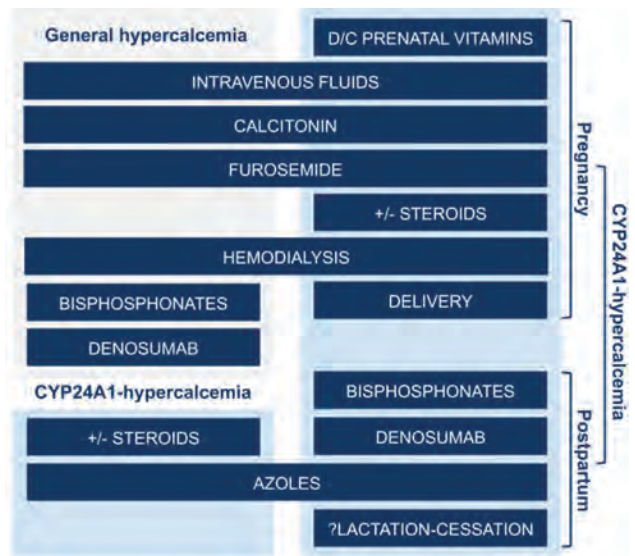 General hypercalcemia
D/C PRENATAL VITAMINS
INTRAVENOUS FLUIDS
CALCITONIN
FUROSEMIDE
+/- STEROIDS
HEMODIALYSIS
BISPHOSPHONATES
DELIVERY
DENOSUMAB
CYP24A1-hypercalcemia
BISPHOSPHONATES
+/- STEROIDS
DENOSUMAB
AZOLES
?LACTATION-CESSATION
Pregnancy
Postpartum
CYP24A1-hypercalcemia